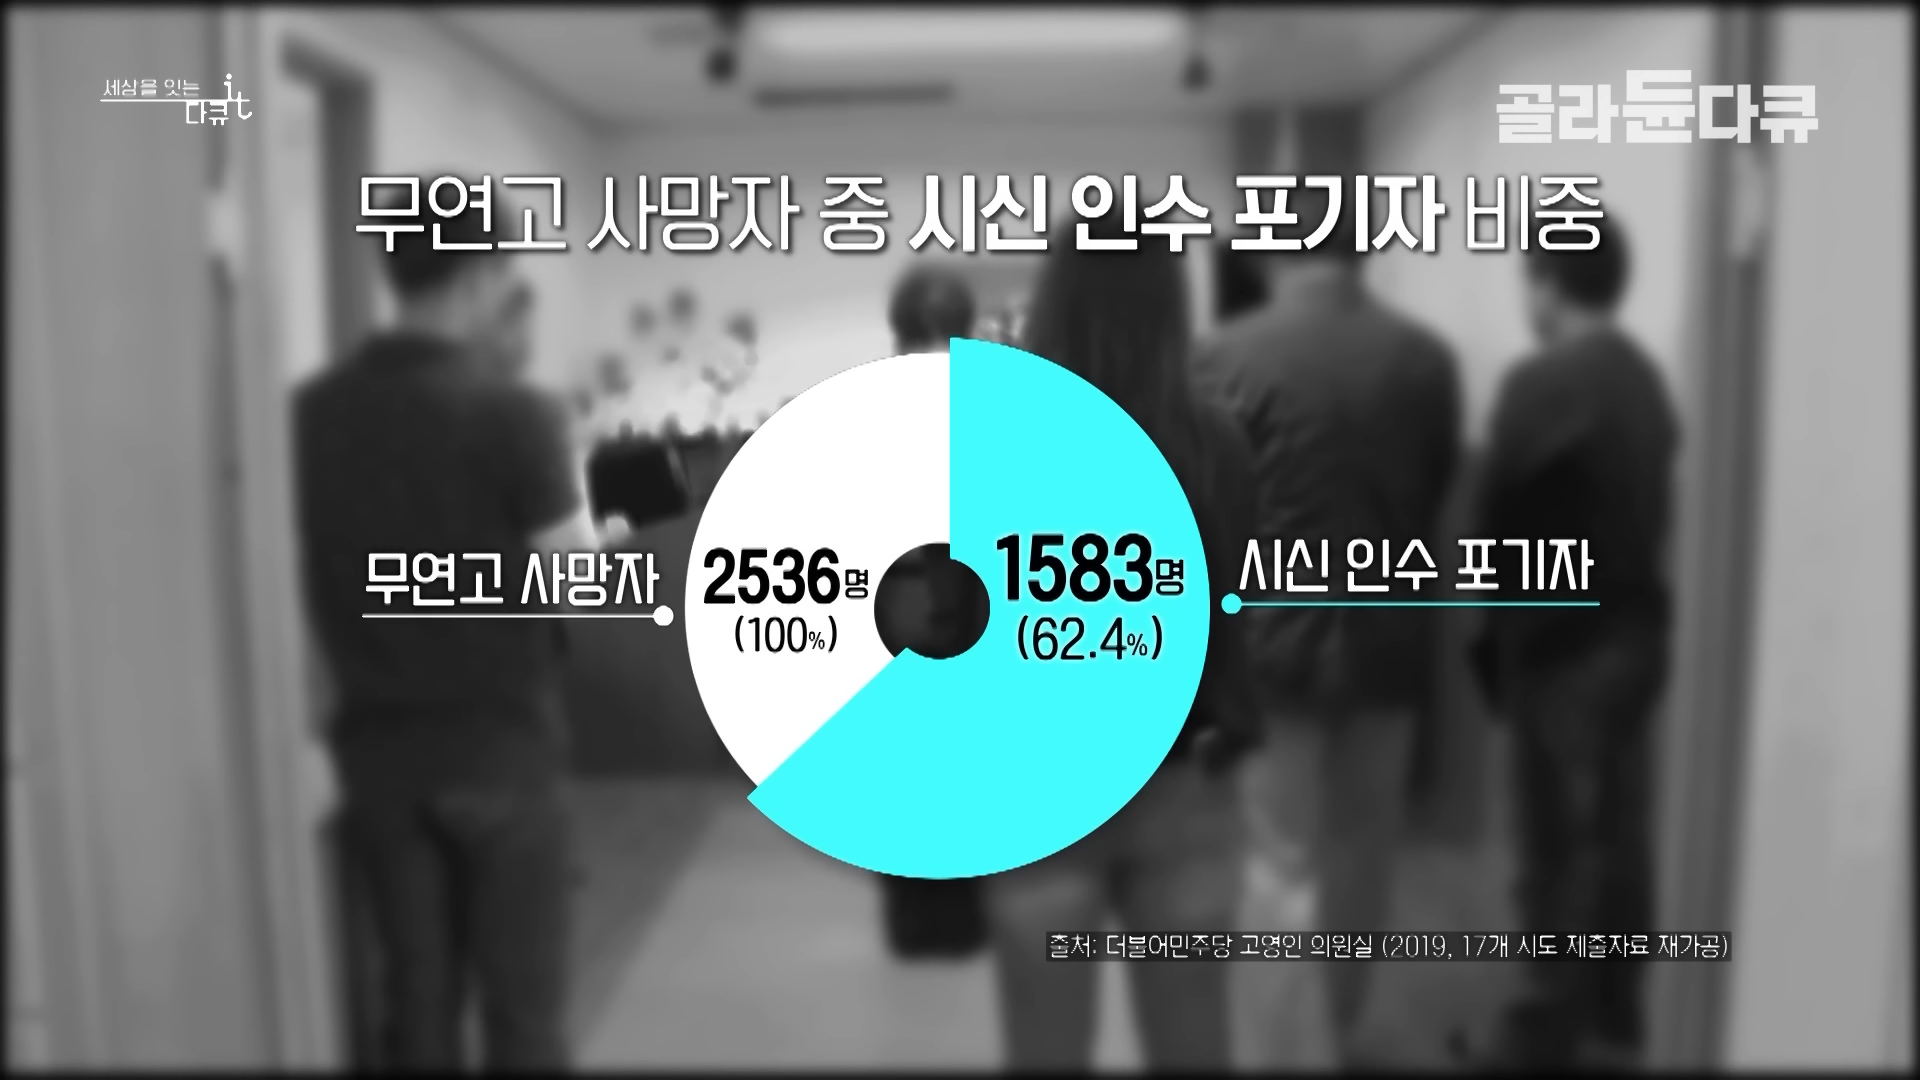 세상을 잇는
다큐it
골라둔다큐
무연고 사망자 중 시신 인수 포기자 비중
무연고 사망자
2536명
(100%)
1583명
(62.4%)
시신 인수 포기자
출처: 더불어민주당 고영인 의원실 (2019, 17개 시도 제출자료 재가공)